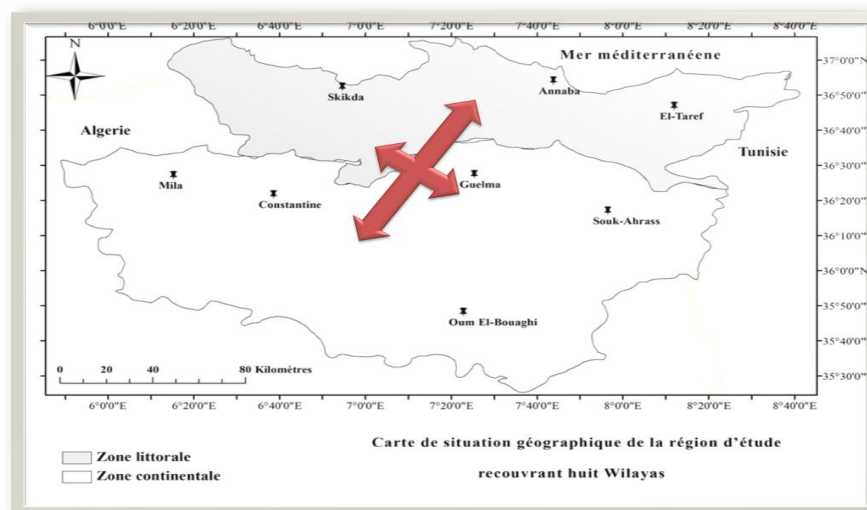 6°0'0"E 6°20'0"E 6°40'0"E 7°0'0"E 7°20'0"E 7°40'0"E 8°0'0"E 8°20'0"E 8°40'0"E
N
Mer méditerranéene
37°0'0"N
Skikda
Annaba
36°50'0"
El-Taref
Algerie
36°40'0"
Tunisie
36°30'0"
Mila
Guelma
Constantine
36°20'0"
Souk-Ahrass
36°10'0"
36°0'0"N
35°50'0"
Oum El-Bouaghi
35°40'0"
0 20 40 80 Kilomètres
35°30'0"
6°0'0"E 6°20'0"E 6°40'0"E 7°0'0"E 7°20'0"E 7°40'0"E 8°0'0"E 8°20'0"E 8°40'0"E
Zone littorale
Zone continentale
Carte de situation géographique de la région d'étude
recouvrant huit Wilayas